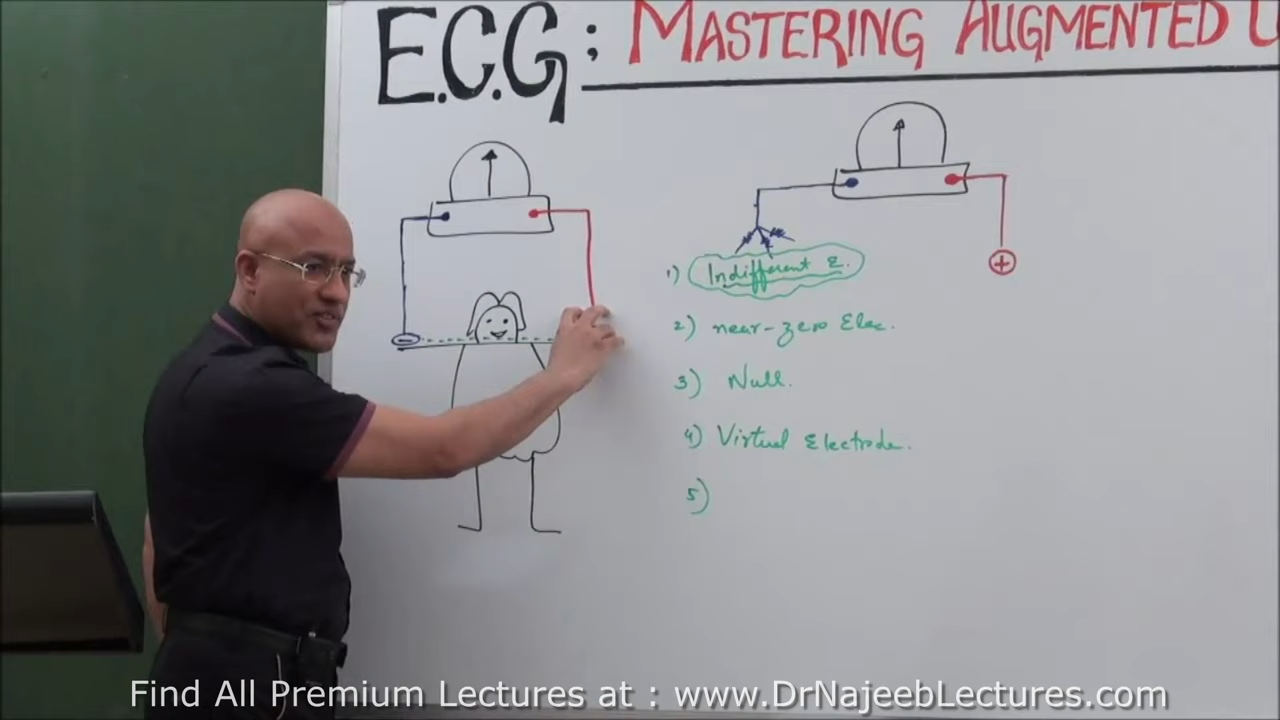 E.C.G: MASTERING AUGMENTED U
1) Indifferent E.
2) near-zero Elec.
3) Null.
4) Virtual Electrode.
5)
+
-
Find All Premium Lectures at : www.DrNajeebLectures.com